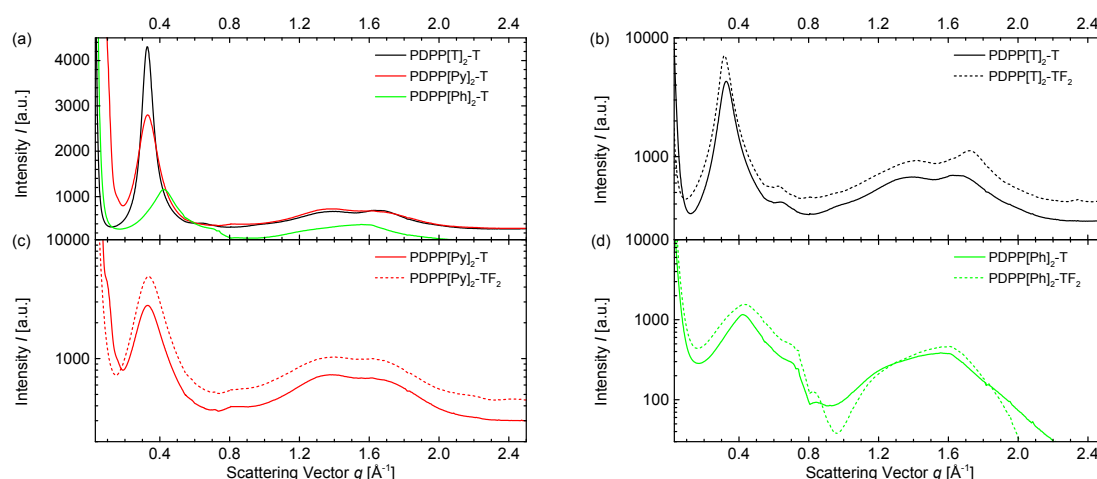 0.4 0.8 1.2 1.6 2.0 2.4
(a)
4000
3000
2000
1000
Intensity I [a.u.]
PDPP[T]₂-T
PDPP[Py]₂-T
PDPP[Ph]₂-T
0.4 0.8 1.2 1.6 2.0 2.4
(b)
10000
1000
Intensity I [a.u.]
PDPP[T]₂-T
PDPP[T]₂-TF₂
(c)
10000
1000
Intensity I [a.u.]
PDPP[Py]₂-T
PDPP[Py]₂-TF₂
0.4 0.8 1.2 1.6 2.0 2.4
Scattering Vector q [Å⁻¹]
(d)
10000
1000
100
Intensity I [a.u.]
PDPP[Ph]₂-T
PDPP[Ph]₂-TF₂
0.4 0.8 1.2 1.6 2.0 2.4
Scattering Vector q [Å⁻¹]